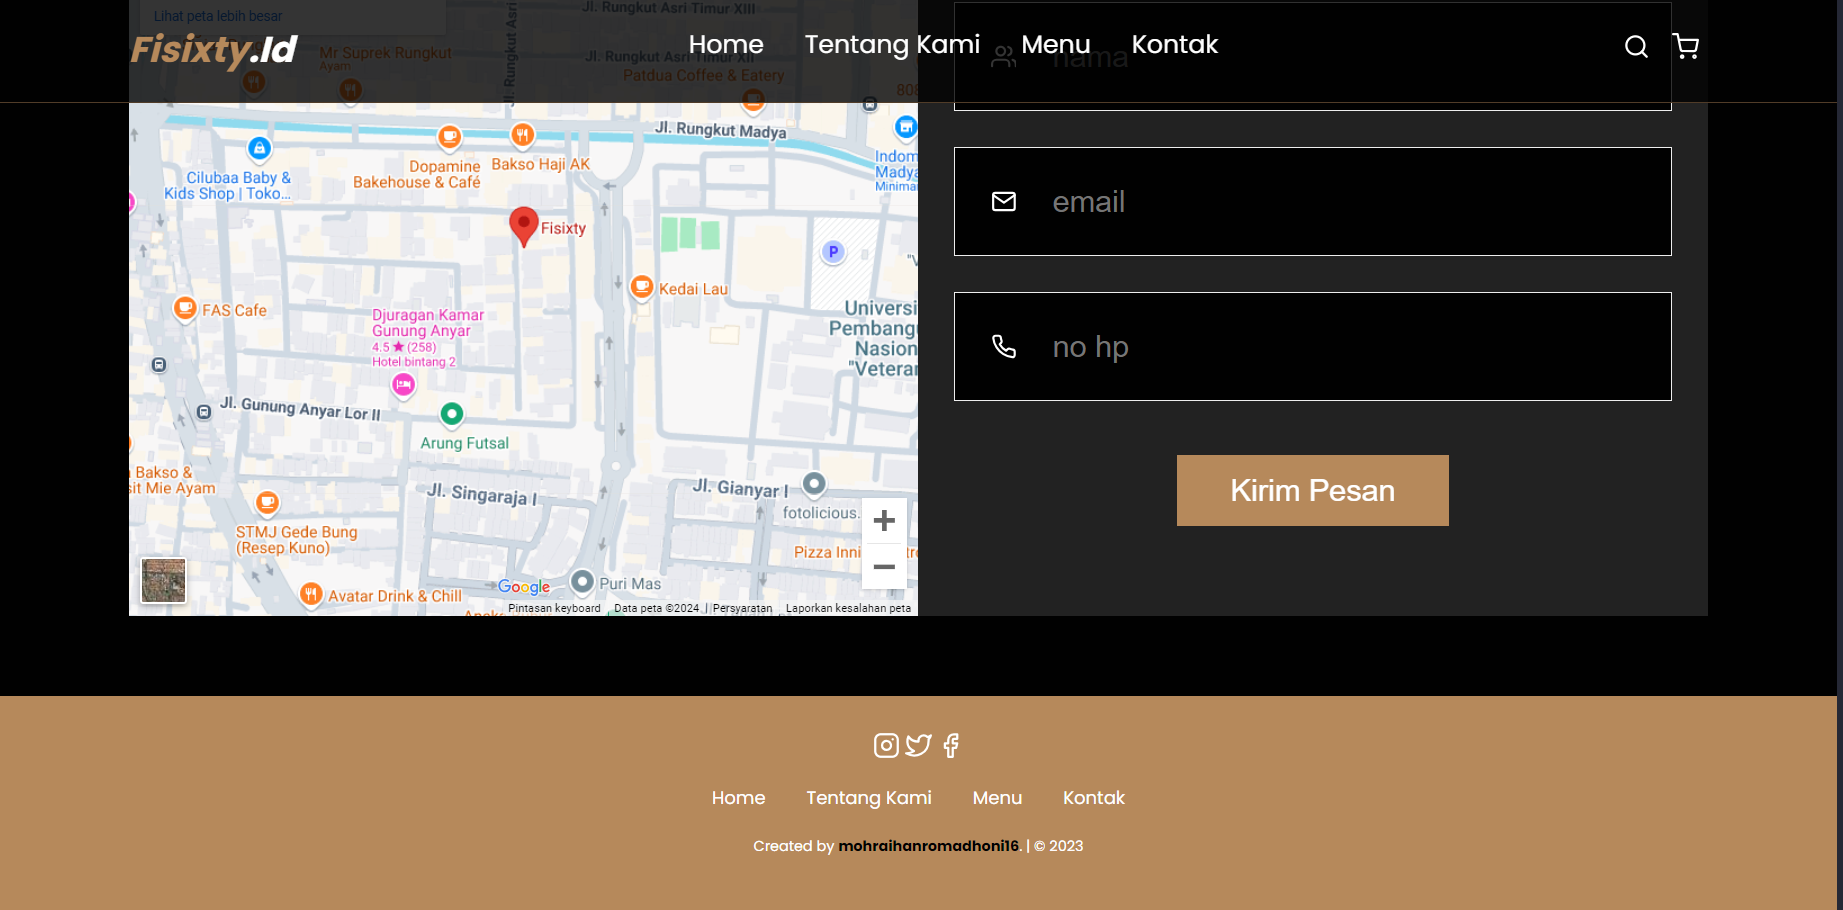 Lihat peta lebih besar
Fisixty.Id
Home
Tentang Kami
Menu
Kontak
nama
Jl. Rungkut Asri Timur XIII
Mr Suprek Rungkut
Ayam
Jl. Rungkut Asri Timur XII
Patdua Coffee & Eatery
Jl. Rungkut Asri
808
Jl. Rungkut Madya
Dopamine
Bakehouse & Café
Bakso Haji AK
Indom
Madya
Minimar
Cilubaa Baby &
Kids Shop | Toko...
Fisixty
P
"V
Kedai Lau
FAS Cafe
Djuragan Kamar
Gunung Anyar
4.5★(258)
Hotel bintang 2
Universi
Pembangu
Nasion
"Veteran
Jl. Gunung Anyar Lor II
Arung Futsal
Bakso &
sit Mie Ayam
Jl. Singaraja I
Jl. Gianyar I
fotolicious.
STMJ Gede Bung
(Resep Kuno)
Pizza Inni
tro
Puri Mas
Avatar Drink & Chill
Google
Pintasan keyboard
Data peta ©2024
Persyaratan
Laporkan kesalahan peta
email
no hp
Kirim Pesan
Home
Tentang Kami
Menu
Kontak
Created by mohraihanromadhoni16. | © 2023